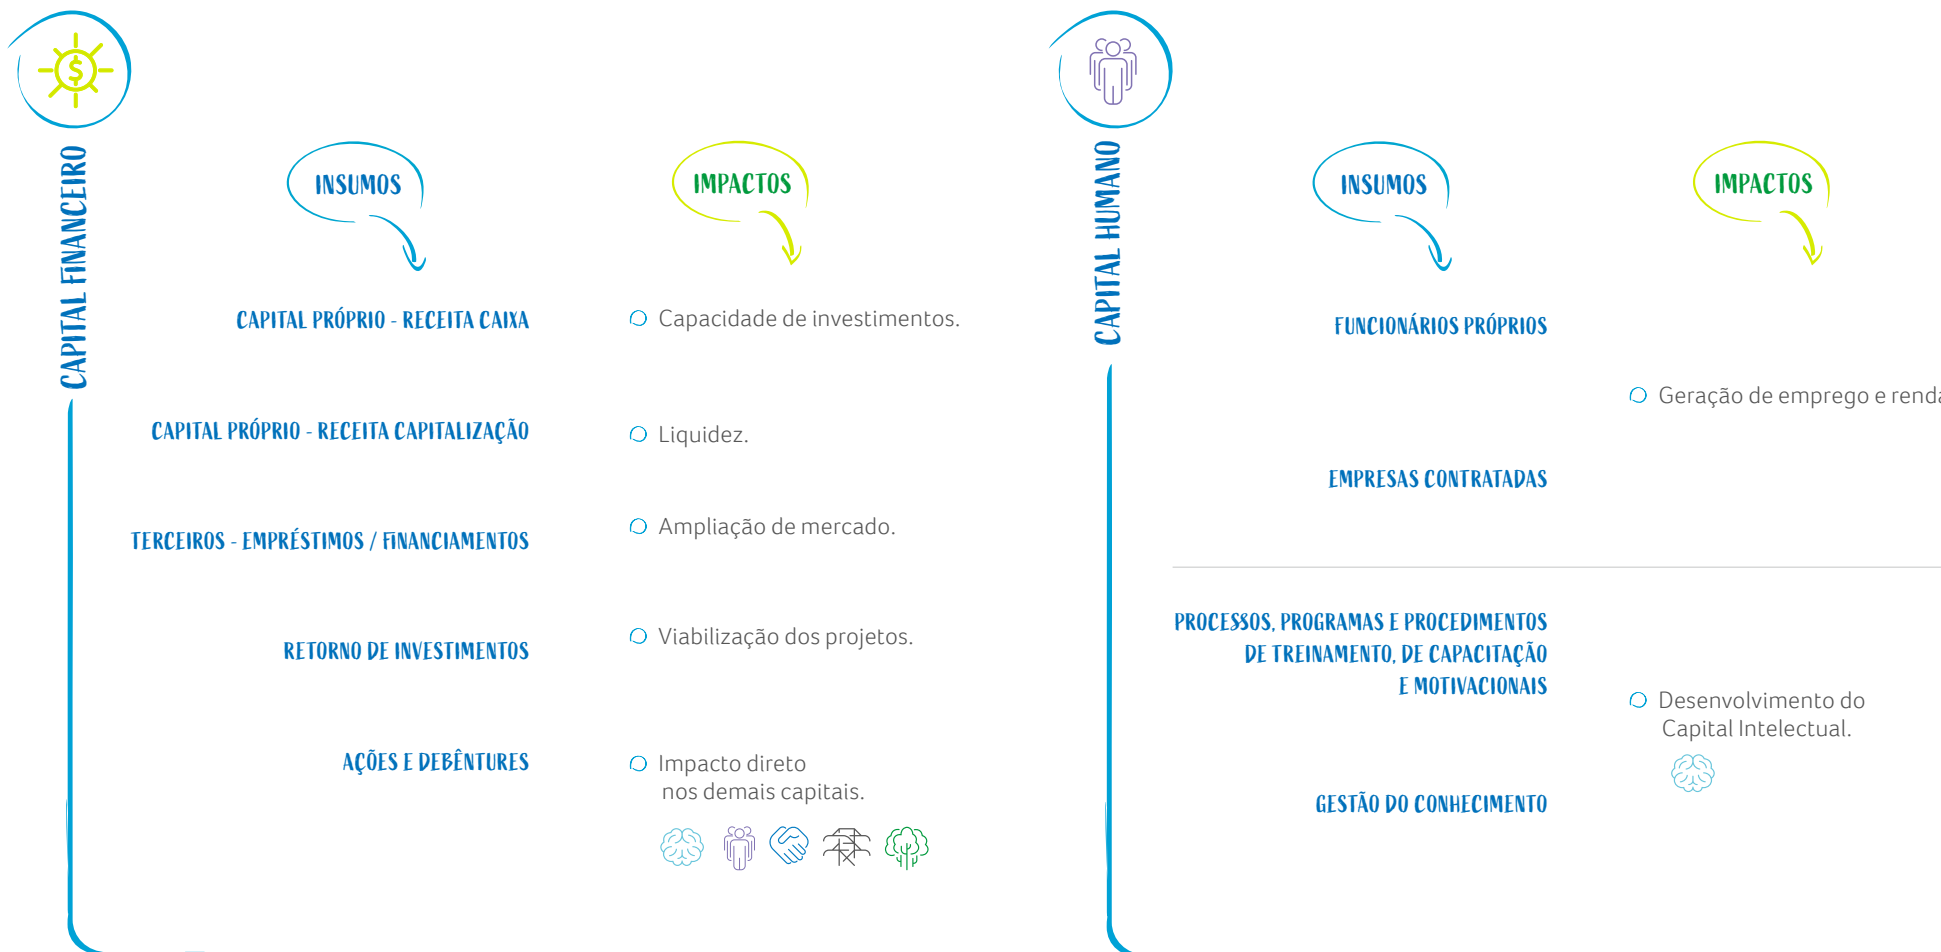 CAPITAL FINANCEIRO
INSUMOS
IMPACTOS
CAPITAL PRÓPRIO - RECEITA CAIXA
Capacidade de investimentos.
CAPITAL PRÓPRIO - RECEITA CAPITALIZAÇÃO
Liquidez.
TERCEIROS - EMPRÉSTIMOS / FINANCIAMENTOS
Ampliação de mercado.
RETORNO DE INVESTIMENTOS
Viabilização dos projetos.
AÇÕES E DEBÊNTURES
Impacto direto
nos demais capitais.
CAPITAL HUMANO
INSUMOS
IMPACTOS
FUNCIONÁRIOS PRÓPRIOS
Geração de emprego e renda
EMPRESAS CONTRATADAS
PROCESSOS, PROGRAMAS E PROCEDIMENTOS
DE TREINAMENTO, DE CAPACITAÇÃO
E MOTIVACIONAIS
Desenvolvimento do
Capital Intelectual.
GESTÃO DO CONHECIMENTO